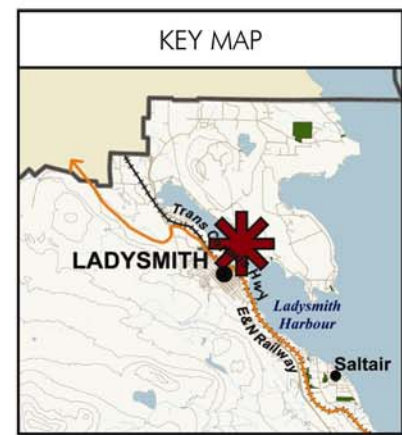 KEY MAP
Trans C Hwy
LADYSMITH
Ladysmith
Harbour
E&N Railway
Saltair